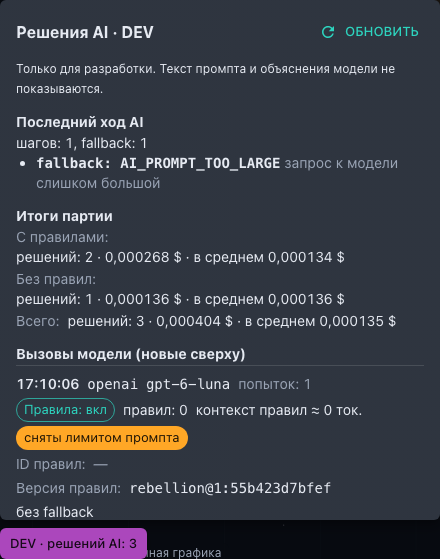 Решения AI · DEV
ОБНОВИТЬ
Только для разработки. Текст промпта и объяснения модели не
показываются.
Последний ход AI
шагов: 1, fallback: 1
• fallback: AI_PROMPT_TOO_LARGE запрос к модели
слишком большой
Итоги партии
С правилами:
решений: 2 · 0,000268 $ · в среднем 0,000134 $
Без правил:
решений: 1 · 0,000136 $ · в среднем 0,000136 $
Всего: решений: 3 · 0,000404 $ · в среднем 0,000135 $
Вызовы модели (новые сверху)
17:10:06 openai gpt-6-luna попыток: 1
Правила: вкл правил: 0 контекст правил ≈ 0 ток.
сняты лимитом промпта
ID правил: —
Версия правил: rebellion@1:55b423d7bfef
без fallback
DEV · решений AI: 3
графика